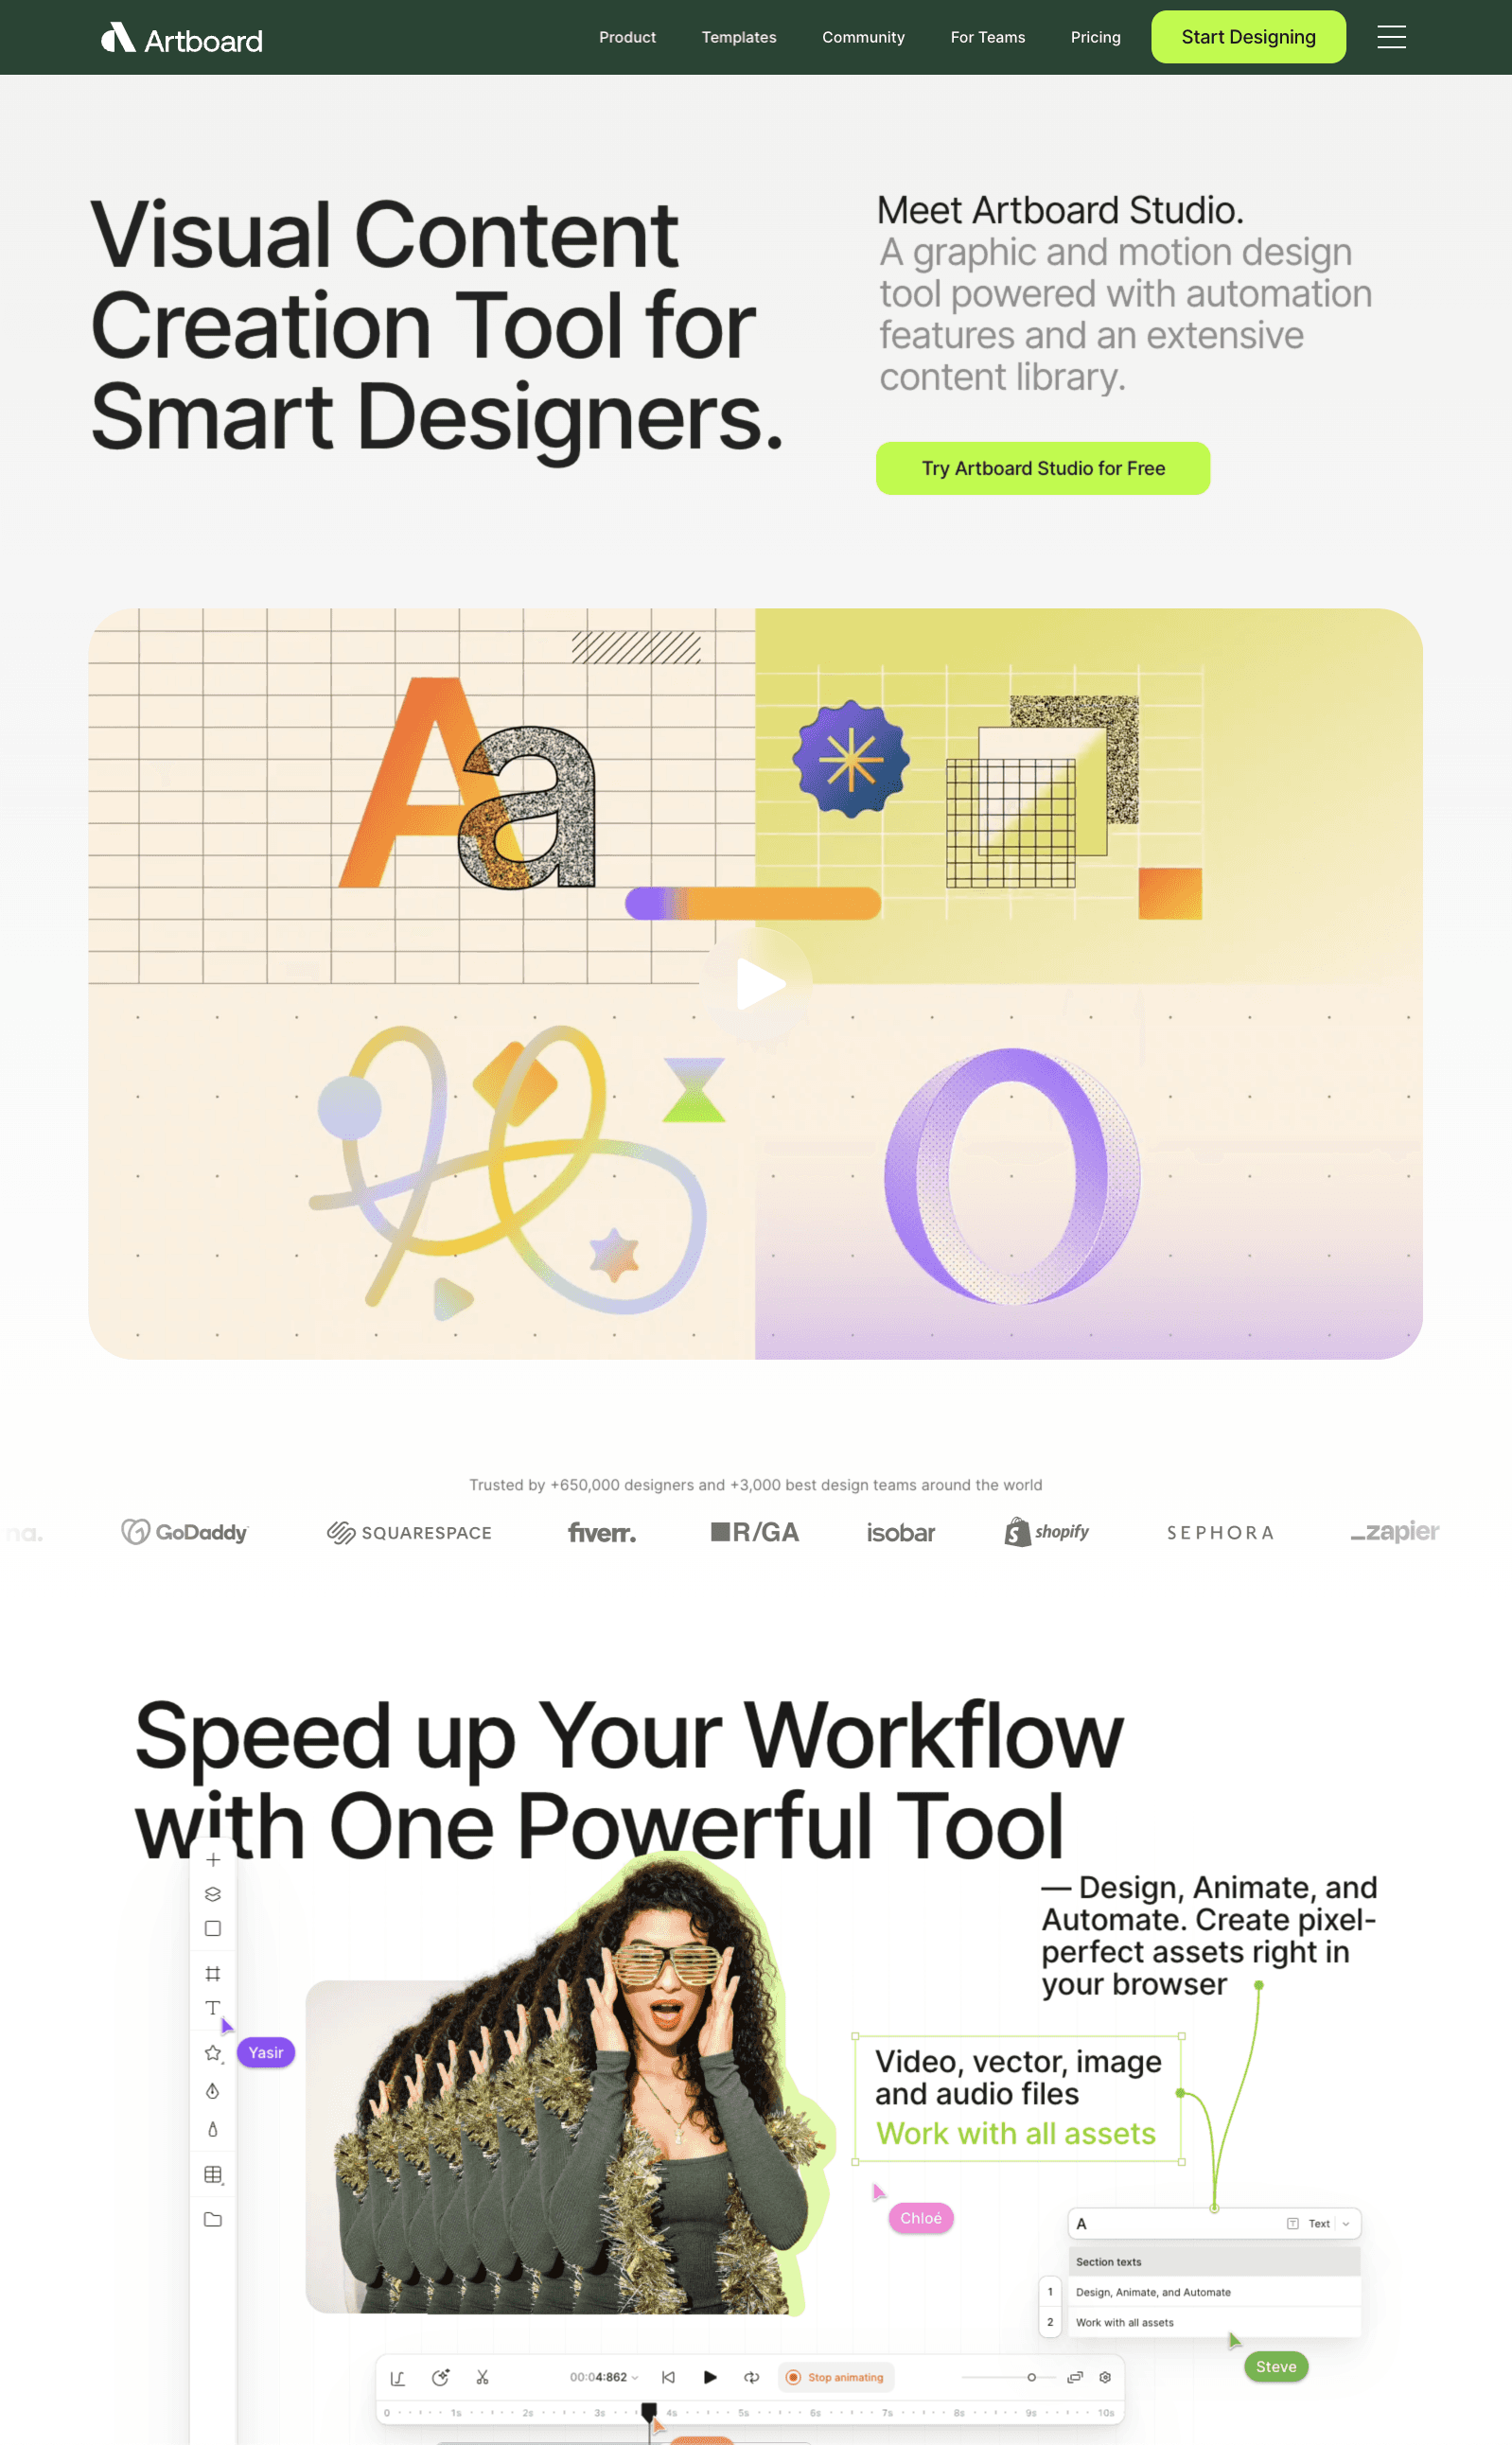 Artboard
Product
Templates
Community
For Teams
Pricing
Start Designing
Visual Content
Creation Tool for
Smart Designers.
Meet Artboard Studio.
A graphic and motion design
tool powered with automation
features and an extensive
content library.
Try Artboard Studio for Free
Aa
Trusted by +650,000 designers and +3,000 best design teams around the world
na.
GoDaddy
SQUARESPACE
fiverr.
R/GA
isobar
shopify
SEPHORA
_zapier
Speed up Your Workflow
with One Powerful Tool
— Design, Animate, and
Automate. Create pixel-
perfect assets right in
your browser
Yasir
Video, vector, image
and audio files
Work with all assets
Chloé
A
Text
Section texts
1 Design, Animate, and Automate
2 Work with all assets
Steve
00:04:862
Stop animating
0 1s 2s 3s 4s 5s 6s 7s 8s 9s 10s